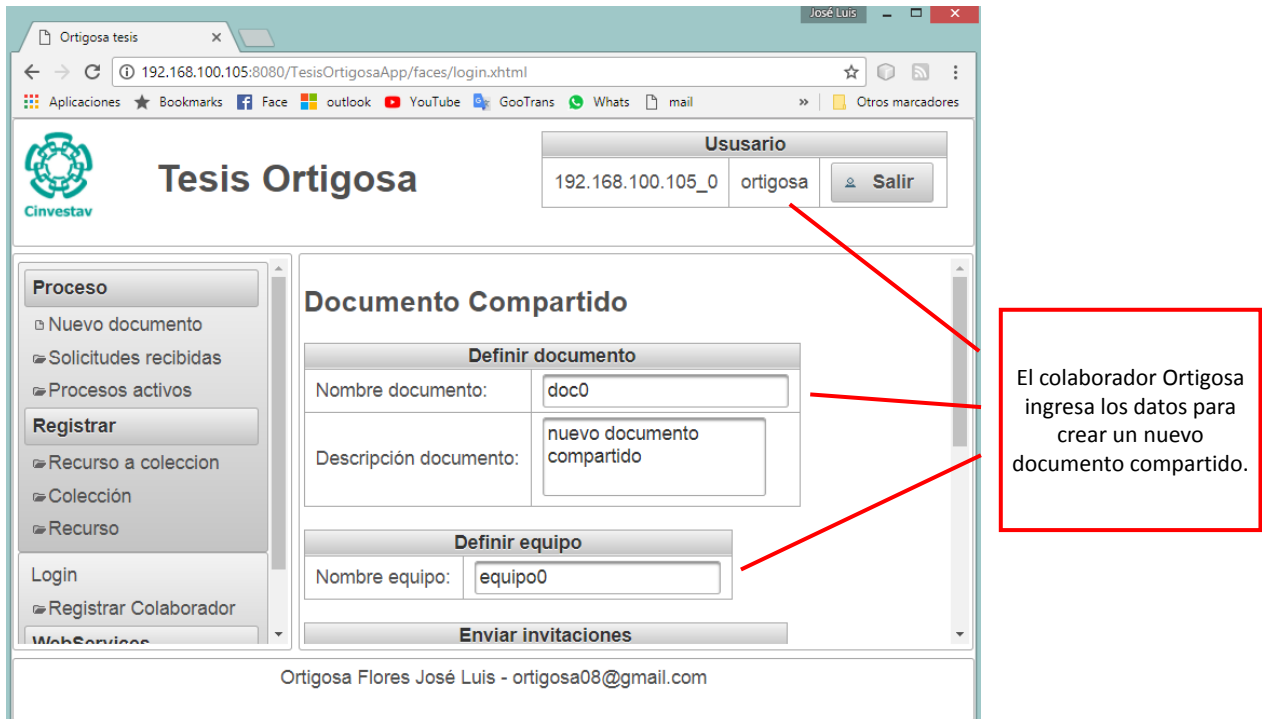 José Luis
Ortigosa tesis
192.168.100.105:8080/TesisOrtigosaApp/faces/login.xhtml
Aplicaciones Bookmarks Face outlook YouTube GooTrans Whats mail » Otros marcadores
Cinvestav
Tesis Ortigosa
Ususario
192.168.100.105_0 ortigosa Salir
Proceso
Nuevo documento
Solicitudes recibidas
Procesos activos
Registrar
Recurso a coleccion
Colección
Recurso
Login
Registrar Colaborador
WebServices
Documento Compartido
Definir documento
Nombre documento: doc0
Descripción documento: nuevo documento
compartido
Definir equipo
Nombre equipo: equipo0
Enviar invitaciones
Ortigosa Flores José Luis - ortigosa08@gmail.com
El colaborador Ortigosa
ingresa los datos para
crear un nuevo
documento compartido.